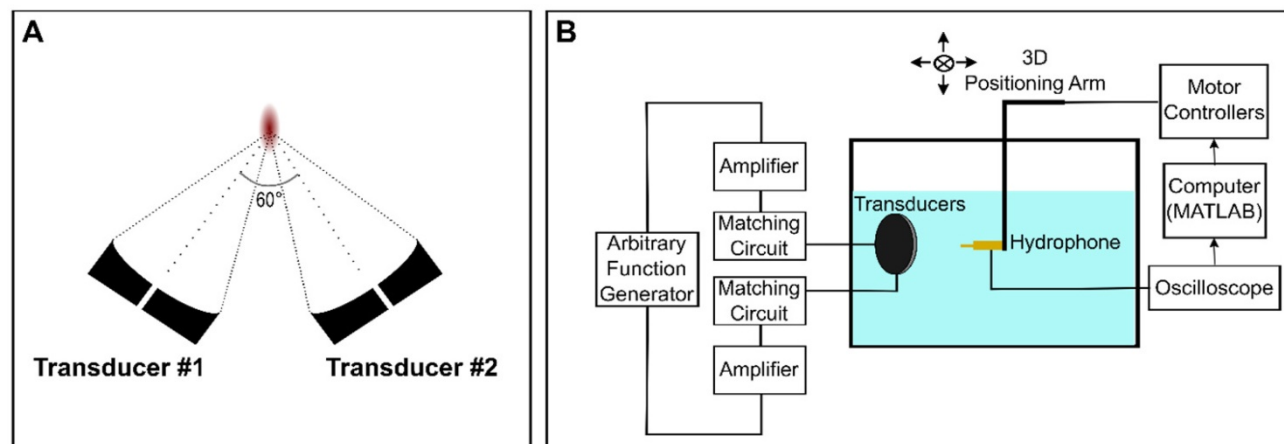 A
60°
Transducer #1
Transducer #2
B
3D
Positioning Arm
Motor
Controllers
Amplifier
Computer
(MATLAB)
Transducers
Matching
Circuit
Hydrophone
Arbitrary
Function
Generator
Matching
Circuit
Oscilloscope
Amplifier